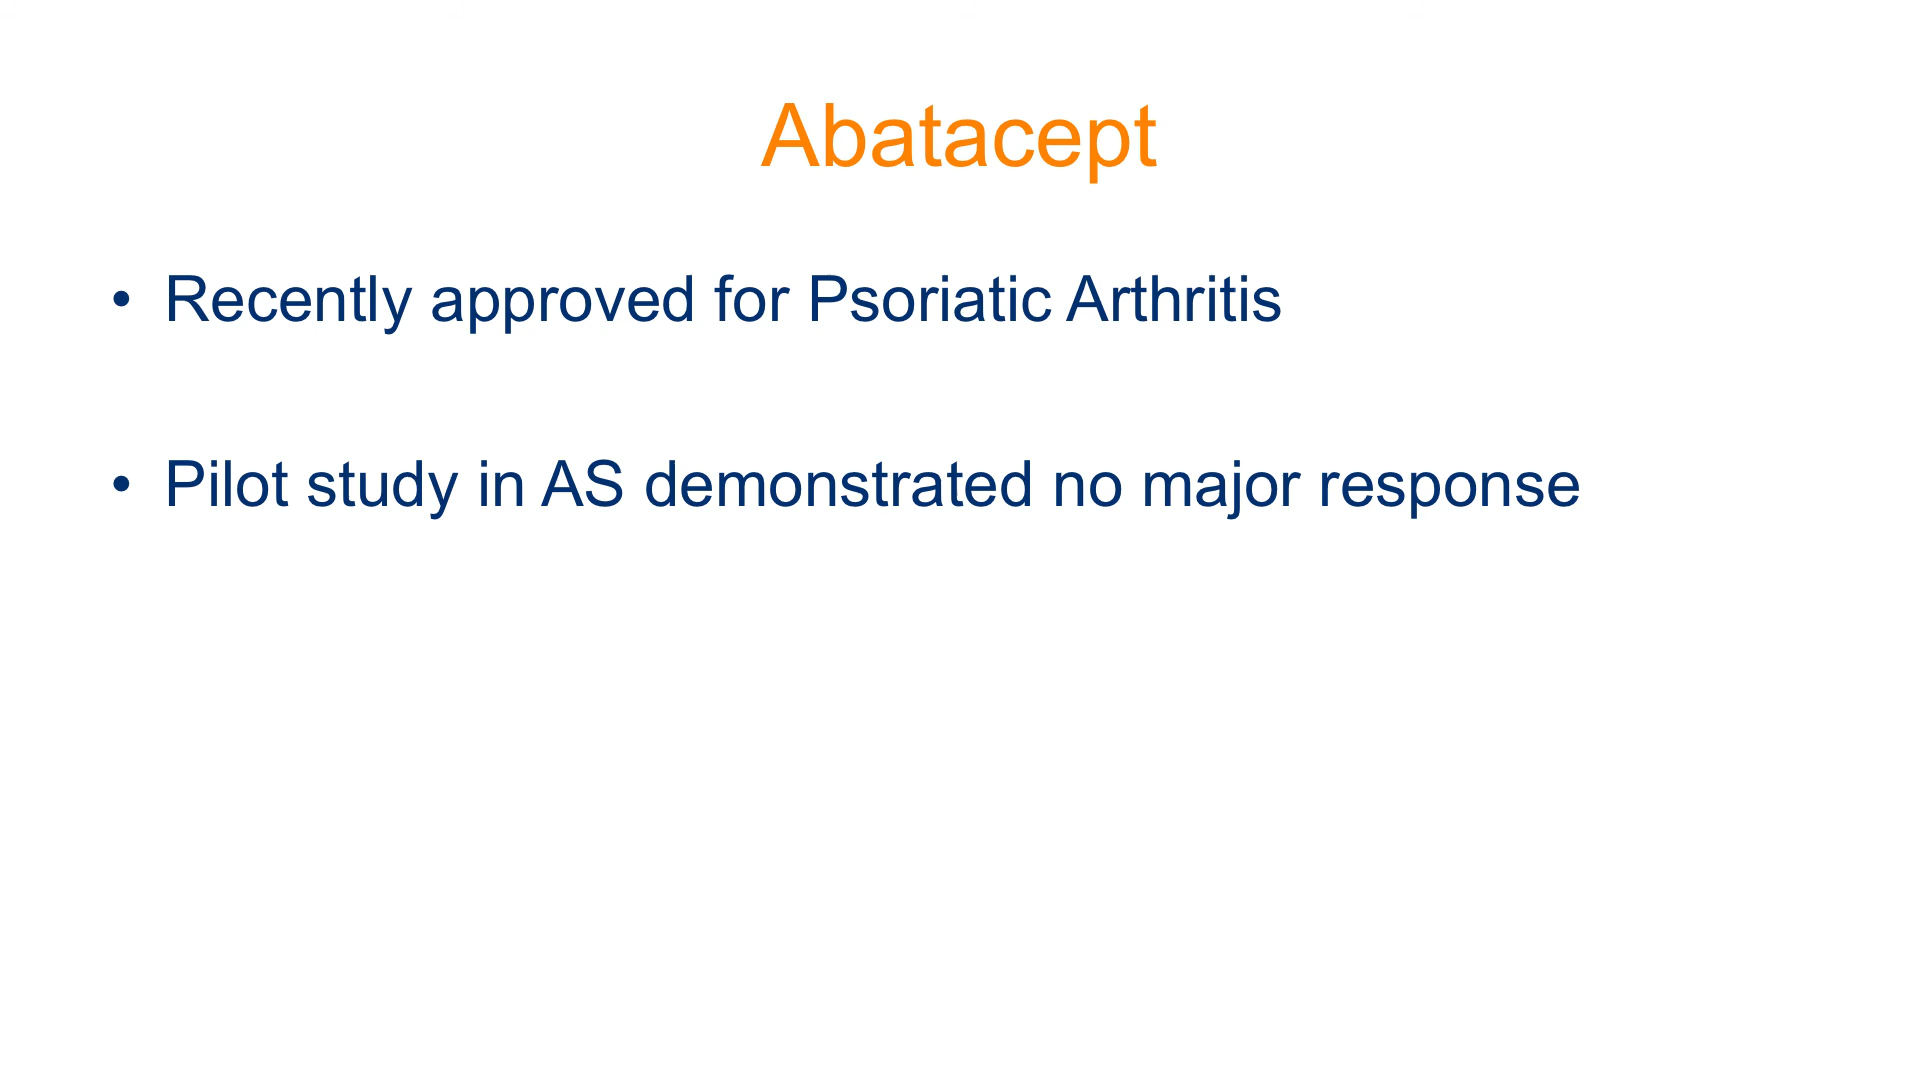 Abatacept
• Recently approved for Psoriatic Arthritis
• Pilot study in AS demonstrated no major response